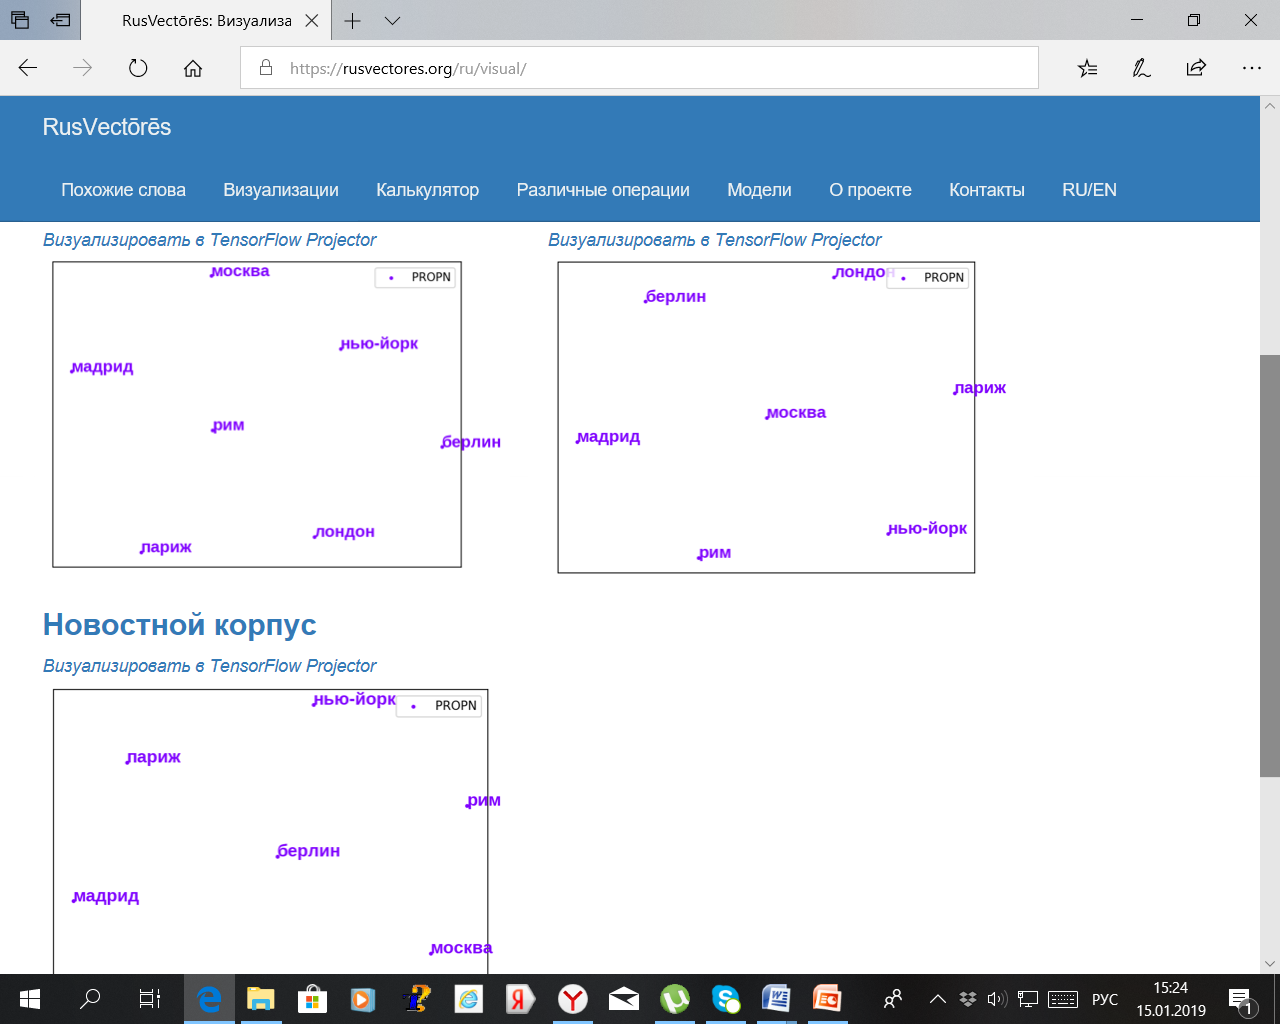 RusVectōrēs: Визуализа
https://rusvectores.org/ru/visual/
RusVectōrēs
Похожие слова Визуализации Калькулятор Различные операции Модели О проекте Контакты RU/EN
Визуализировать в TensorFlow Projector
москва
PROPN
нью-йорк
мадрид
рим
берлин
лондон
париж
Визуализировать в TensorFlow Projector
лондон
PROPN
берлин
париж
москва
мадрид
нью-йорк
рим
Новостной корпус
Визуализировать в TensorFlow Projector
нью-йорк
PROPN
париж
рим
берлин
мадрид
москва
РУС
15:24
15.01.2019
1